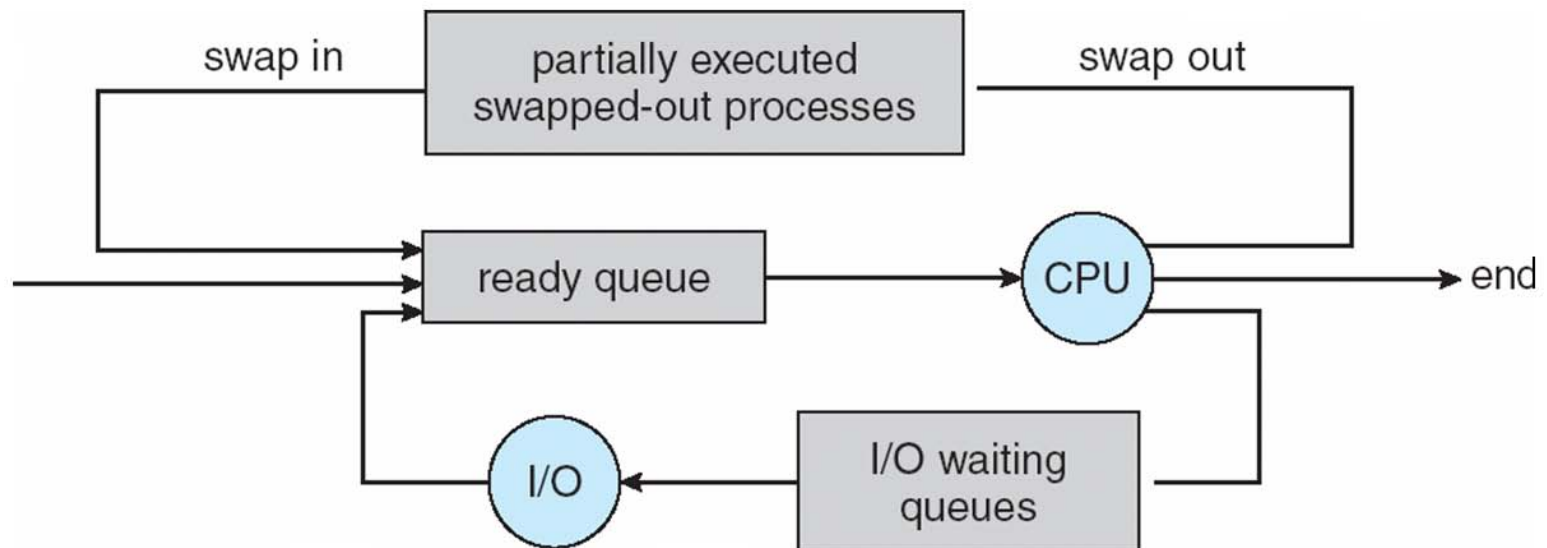 swap in
partially executed
swapped-out processes
swap out
ready queue
CPU
end
I/O
I/O waiting
queues